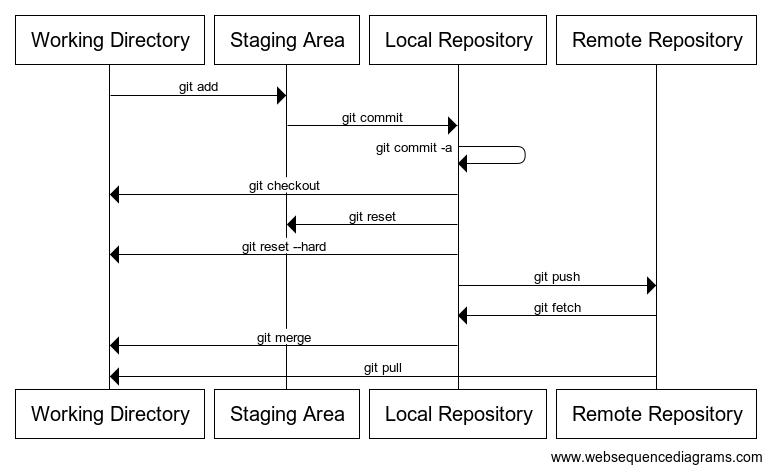 Working Directory
Staging Area
Local Repository
Remote Repository
git add
git commit
git commit -a
git checkout
git reset
git reset --hard
git push
git fetch
git merge
git pull
Working Directory
Staging Area
Local Repository
Remote Repository
www.websequencediagrams.com